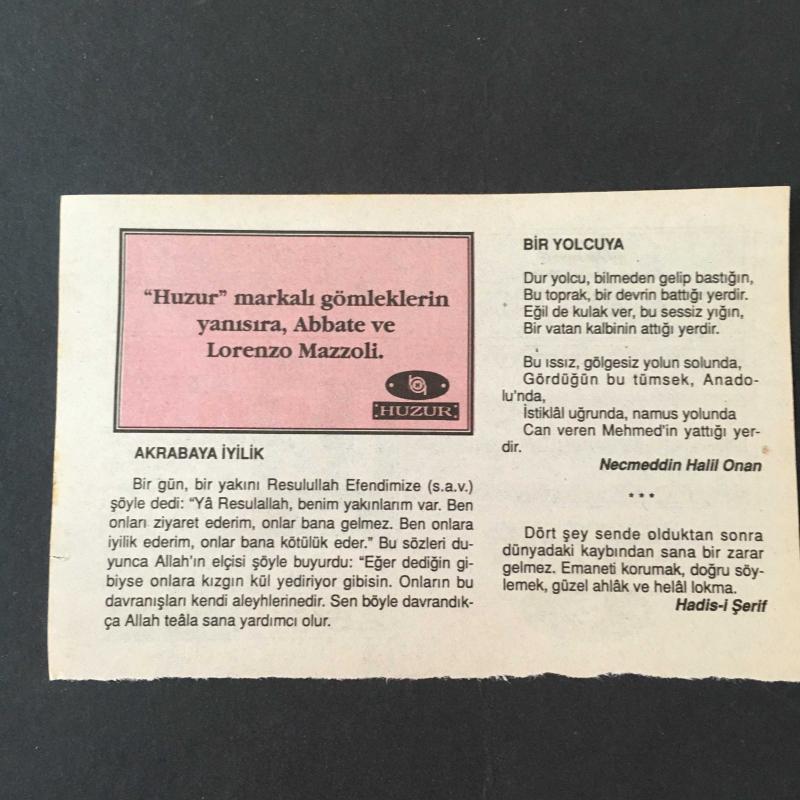 "Huzur" markalı gömleklerin
yanısıra, Abbate ve
Lorenzo Mazzoli.
HUZUR
AKRABAYA İYİLİK
Bir gün, bir yakını Resulullah Efendimize (s.a.v.)
şöyle dedi: "Yâ Resulallah, benim yakınlarım var. Ben
onları ziyaret ederim, onlar bana gelmez. Ben onlara
iyilik ederim, onlar bana kötülük eder." Bu sözleri du-
yunca Allah'ın elçisi şöyle buyurdu: "Eğer dediğin gi-
biyse onlara kızgın kül yediriyor gibisin. Onların bu
davranışları kendi aleyhlerinedir. Sen böyle davrandık-
ça Allah teâla sana yardımcı olur.
BİR YOLCUYA
Dur yolcu, bilmeden gelip bastığın,
Bu toprak, bir devrin battığı yerdir.
Eğil de kulak ver, bu sessiz yığın,
Bir vatan kalbinin attığı yerdir.
Bu ıssız, gölgesiz yolun solunda,
Gördüğün bu tümsek, Anado-
lu'nda,
İstiklâl uğrunda, namus yolunda
Can veren Mehmed'in yattığı yer-
dir.
Necmeddin Halil Onan
***
Dört şey sende olduktan sonra
dünyadaki kaybından sana bir zarar
gelmez. Emaneti korumak, doğru söy-
lemek, güzel ahlâk ve helâl lokma.
Hadis-i Şerif